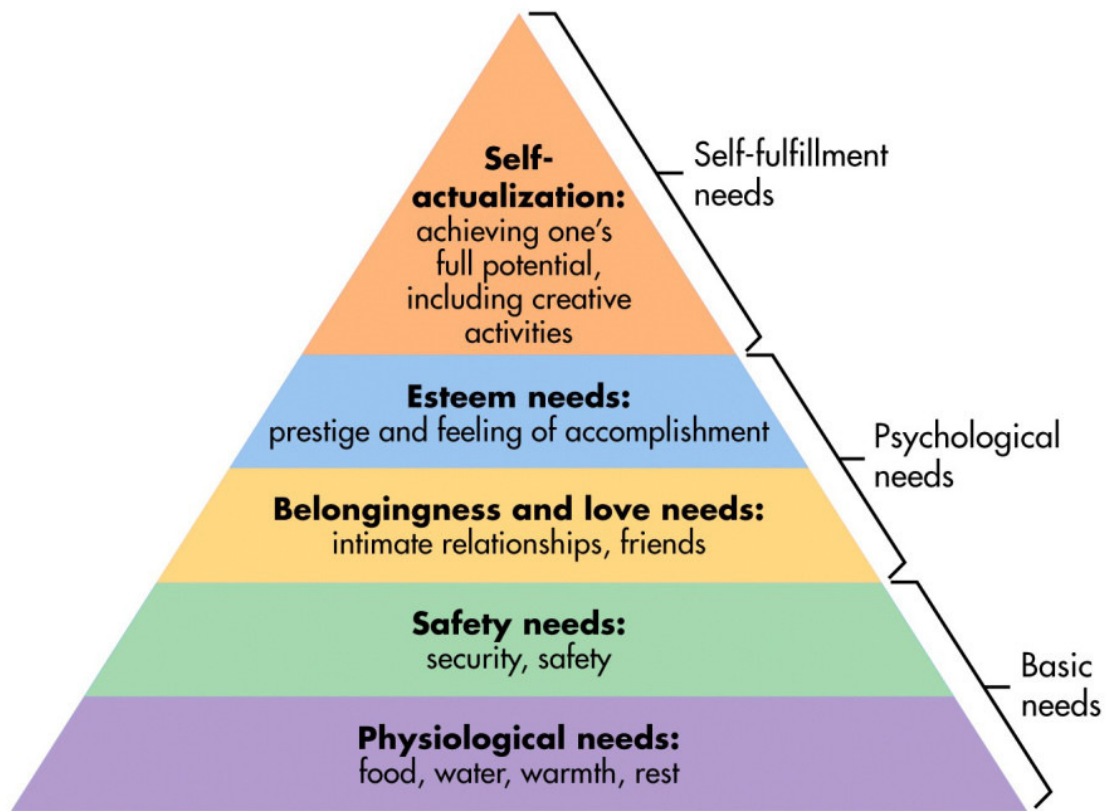 Self-
actualization:
achieving one's
full potential,
including creative
activities
Self-fulfillment
needs
Esteem needs:
prestige and feeling of accomplishment
Psychological
needs
Belongingness and love needs:
intimate relationships, friends
Safety needs:
security, safety
Basic
needs
Physiological needs:
food, water, warmth, rest